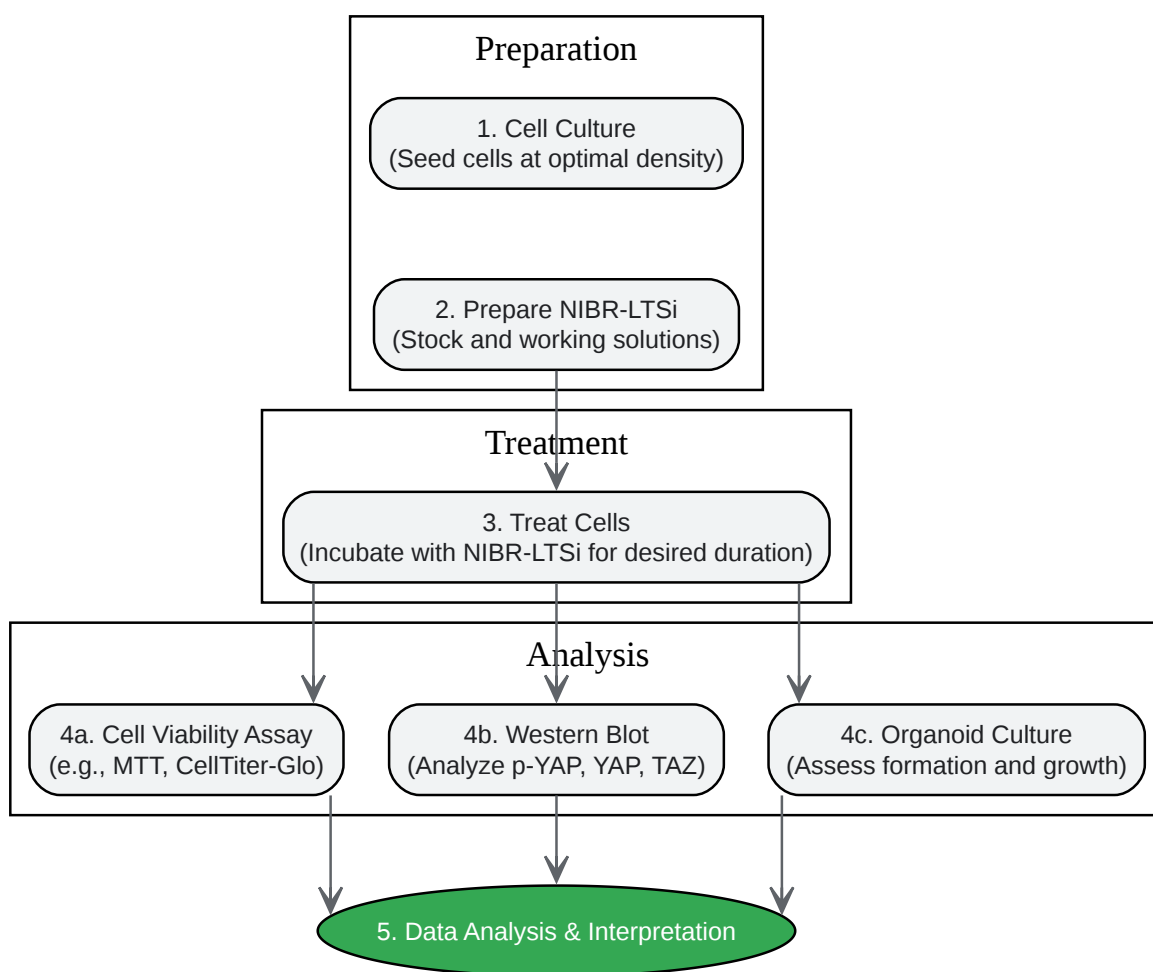 Preparation
1. Cell Culture
(Seed cells at optimal density)
2. Prepare NIBR-LTSi
(Stock and working solutions)
Treatment
3. Treat Cells
(Incubate with NIBR-LTSi for desired duration)
Analysis
4a. Cell Viability Assay
(e.g., MTT, CellTiter-Glo)
4b. Western Blot
(Analyze p-YAP, YAP, TAZ)
4c. Organoid Culture
(Assess formation and growth)
5. Data Analysis & Interpretation